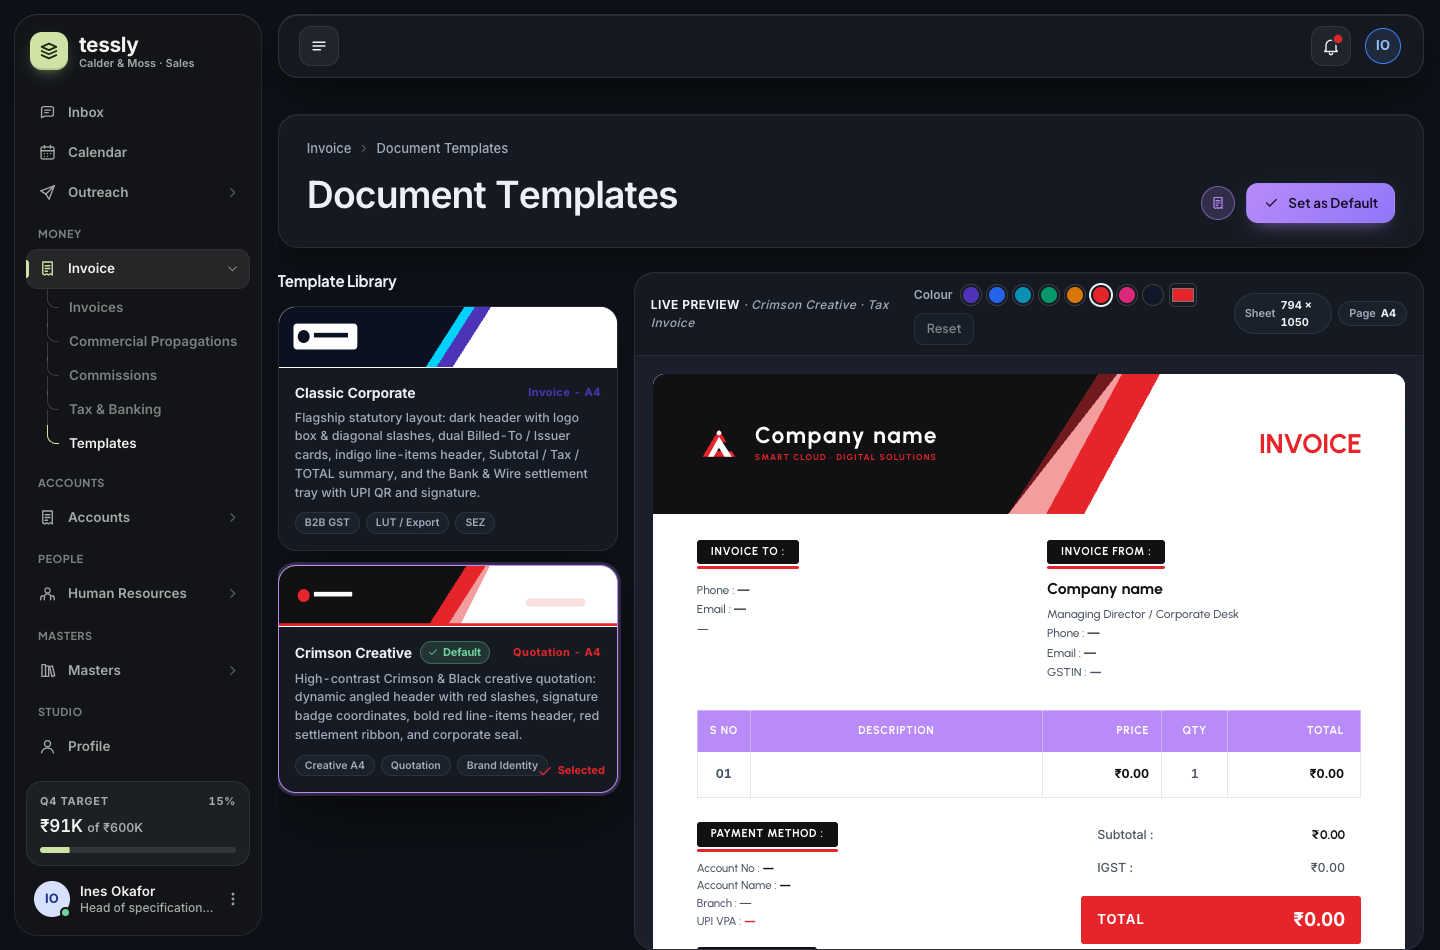 tessly
Calder & Moss · Sales
Inbox
Calendar
Outreach
MONEY
Invoice
Invoices
Commercial Propagations
Commissions
Tax & Banking
Templates
ACCOUNTS
Accounts
PEOPLE
Human Resources
MASTERS
Masters
STUDIO
Profile
Q4 TARGET 15%
₹91K of ₹600K
IO
Ines Okafor
Head of specification...
IO
Invoice > Document Templates
Document Templates
Set as Default
Template Library
Classic Corporate Invoice - A4
Flagship statutory layout: dark header with logo
box & diagonal slashes, dual Billed-To / Issuer
cards, indigo line-items header, Subtotal / Tax /
TOTAL summary, and the Bank & Wire settlement
tray with UPI QR and signature.
B2B GST LUT / Export SEZ
Crimson Creative Default Quotation - A4
High-contrast Crimson & Black creative quotation:
dynamic angled header with red slashes, signature
badge coordinates, bold red line-items header, red
settlement ribbon, and corporate seal.
Creative A4 Quotation Brand Identity Selected
LIVE PREVIEW · Crimson Creative · Tax
Invoice
Colour
Reset
Sheet 794 ×
1050
Page A4
Company name
SMART CLOUD · DIGITAL SOLUTIONS
INVOICE
INVOICE TO :
Phone : —
Email : —
—
INVOICE FROM :
Company name
Managing Director / Corporate Desk
Phone : —
Email : —
GSTIN : —
S NO DESCRIPTION PRICE QTY TOTAL
01 ₹0.00 1 ₹0.00
PAYMENT METHOD :
Account No : —
Account Name : —
Branch : —
UPI VPA : —
Subtotal : ₹0.00
IGST : ₹0.00
TOTAL ₹0.00